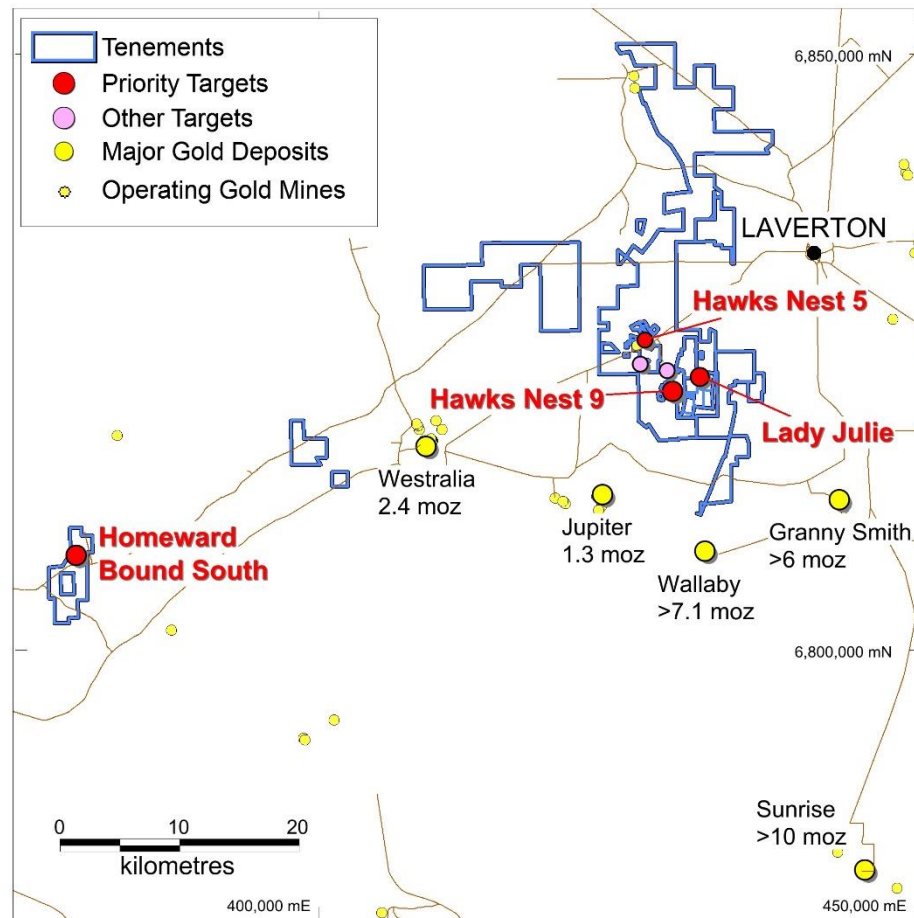 Tenements
Priority Targets
Other Targets
Major Gold Deposits
Operating Gold Mines
6,850,000 mN
LAVERTON
Hawks Nest 5
Hawks Nest 9
Lady Julie
Westralia
2.4 moz
Jupiter
1.3 moz
Granny Smith
>6 moz
Wallaby
>7.1 moz
Homeward
Bound South
6,800,000 mN
Sunrise
>10 moz
0 10 20
kilometres
400,000 mE
450,000 mE